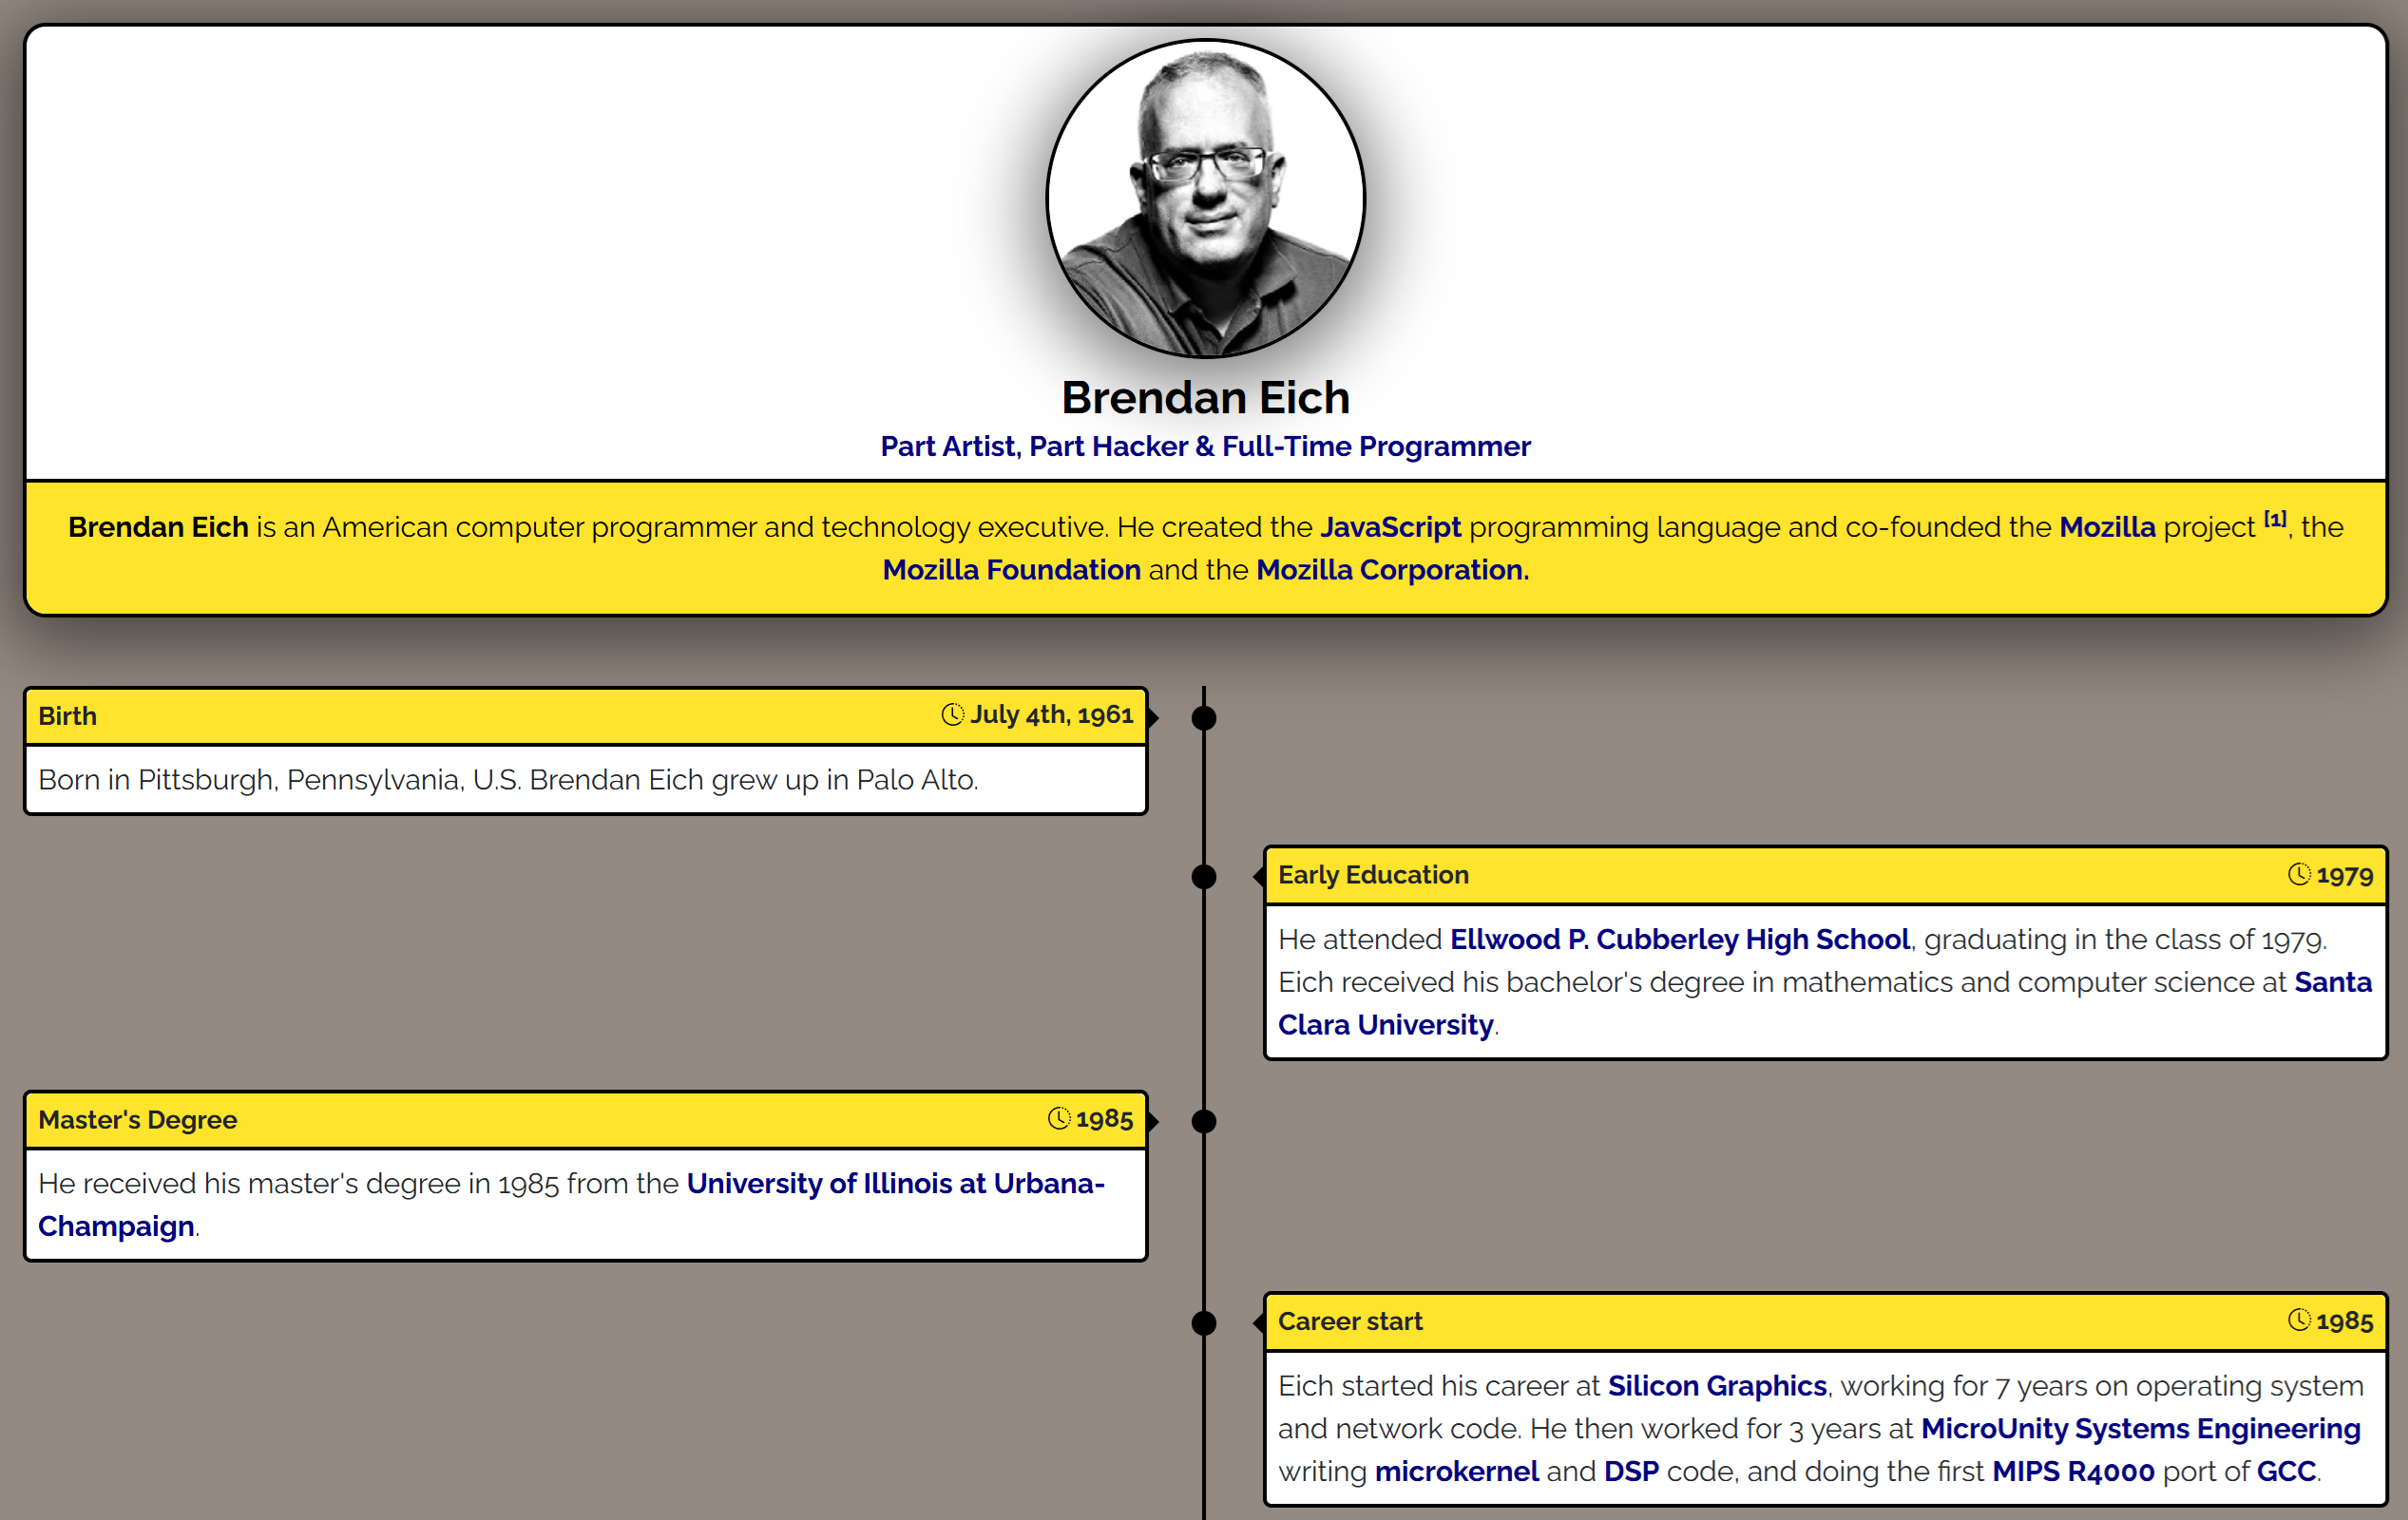 Brendan Eich
Part Artist, Part Hacker & Full-Time Programmer
Brendan Eich is an American computer programmer and technology executive. He created the JavaScript programming language and co-founded the Mozilla project [1], the
Mozilla Foundation and the Mozilla Corporation.
Birth July 4th, 1961
Born in Pittsburgh, Pennsylvania, U.S. Brendan Eich grew up in Palo Alto.
Early Education 1979
He attended Ellwood P. Cubberley High School, graduating in the class of 1979.
Eich received his bachelor's degree in mathematics and computer science at Santa
Clara University.
Master's Degree 1985
He received his master's degree in 1985 from the University of Illinois at Urbana-
Champaign.
Career start 1985
Eich started his career at Silicon Graphics, working for 7 years on operating system
and network code. He then worked for 3 years at MicroUnity Systems Engineering
writing microkernel and DSP code, and doing the first MIPS R4000 port of GCC.